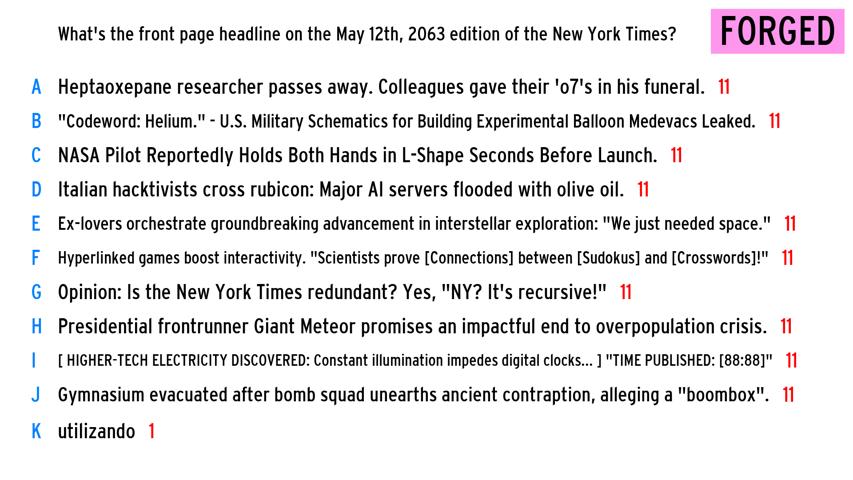 What's the front page headline on the May 12th, 2063 edition of the New York Times?
FORGED
A Heptaoxepane researcher passes away. Colleagues gave their 'o7's in his funeral. 11
B "Codeword: Helium." - U.S. Military Schematics for Building Experimental Balloon Medevacs Leaked. 11
C NASA Pilot Reportedly Holds Both Hands in L-Shape Seconds Before Launch. 11
D Italian hacktivists cross rubicon: Major AI servers flooded with olive oil. 11
E Ex-lovers orchestrate groundbreaking advancement in interstellar exploration: "We just needed space." 11
F Hyperlinked games boost interactivity. "Scientists prove [Connections] between [Sudokus] and [Crosswords]!" 11
G Opinion: Is the New York Times redundant? Yes, "NY? It's recursive!" 11
H Presidential frontrunner Giant Meteor promises an impactful end to overpopulation crisis. 11
I [ HIGHER-TECH ELECTRICITY DISCOVERED: Constant illumination impedes digital clocks... ] "TIME PUBLISHED: [88:88]" 11
J Gymnasium evacuated after bomb squad unearths ancient contraption, alleging a "boombox". 11
K utilizando 1